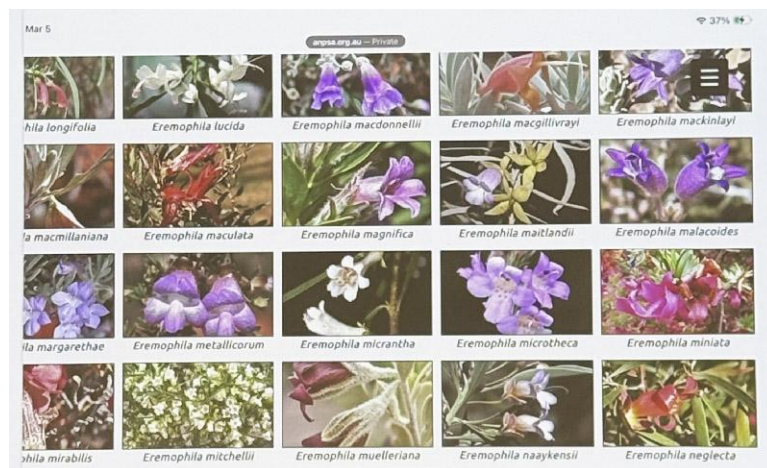 Mar 5
37%
anpsa.org.au — Private
hila longifolia
Eremophila lucida
Eremophila macdonnellii
Eremophila macgillivrayi
Eremophila mackinlayi
la macmillaniana
Eremophila maculata
Eremophila magnifica
Eremophila maitlandii
Eremophila malacoides
ila margarethae
Eremophila metallicorum
Eremophila micrantha
Eremophila microtheca
Eremophila miniata
phila mirabilis
Eremophila mitchellii
Eremophila muelleriana
Eremophila naaykensii
Eremophila neglecta